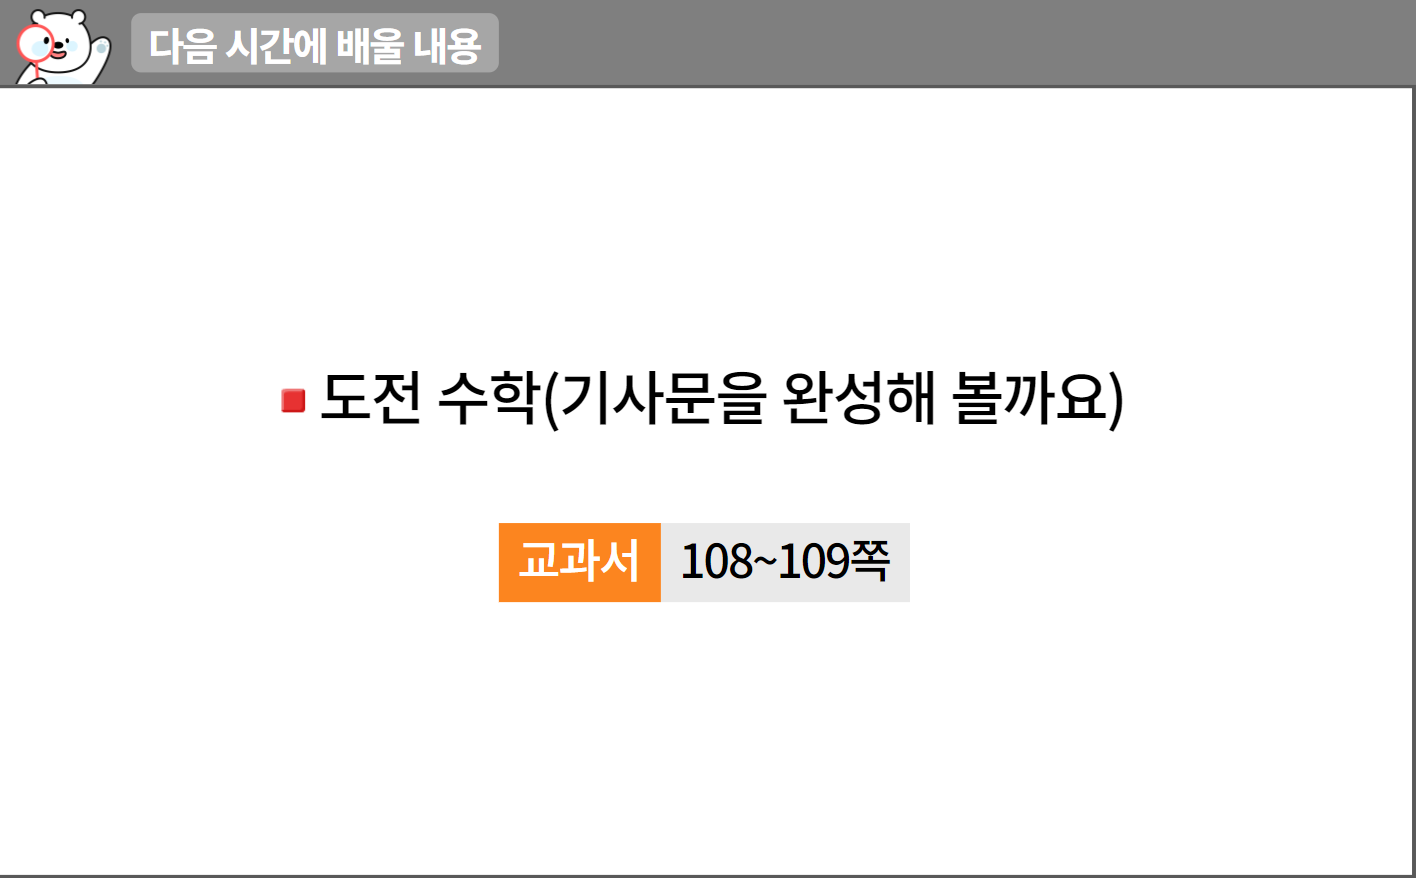 다음 시간에 배울 내용
도전 수학(기사문을 완성해 볼까요)
교과서 108~109쪽